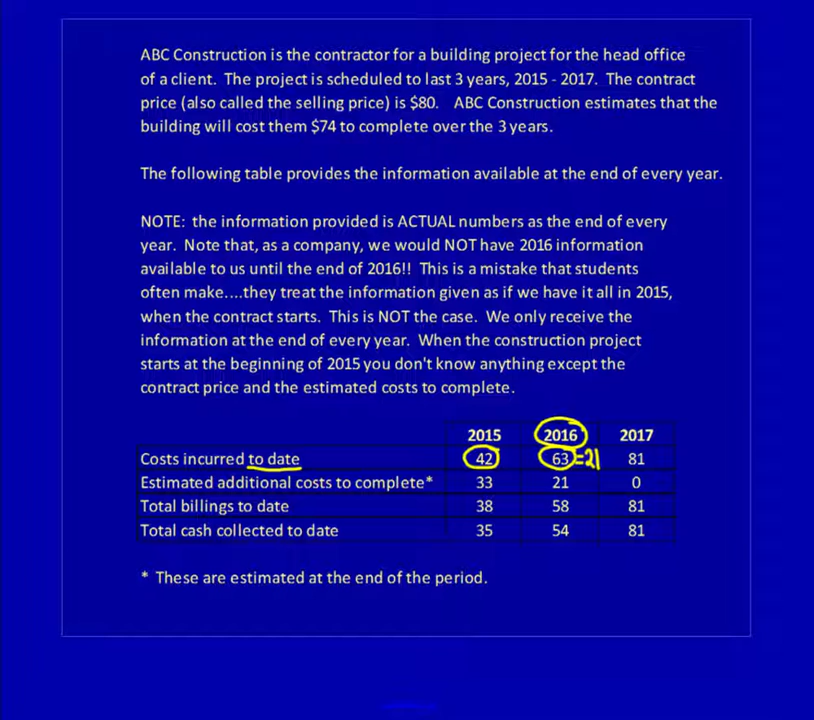 ABC Construction is the contractor for a building project for the head office
of a client. The project is scheduled to last 3 years, 2015 - 2017. The contract
price (also called the selling price) is $80. ABC Construction estimates that the
building will cost them $74 to complete over the 3 years.
The following table provides the information available at the end of every year.
NOTE: the information provided is ACTUAL numbers as the end of every
year. Note that, as a company, we would NOT have 2016 information
available to us until the end of 2016!! This is a mistake that students
often make....they treat the information given as if we have it all in 2015,
when the contract starts. This is NOT the case. We only receive the
information at the end of every year. When the construction project
starts at the beginning of 2015 you don't know anything except the
contract price and the estimated costs to complete.
2015 2016 2017
Costs incurred to date 42 63 =21 81
Estimated additional costs to complete* 33 21 0
Total billings to date 38 58 81
Total cash collected to date 35 54 81
* These are estimated at the end of the period.